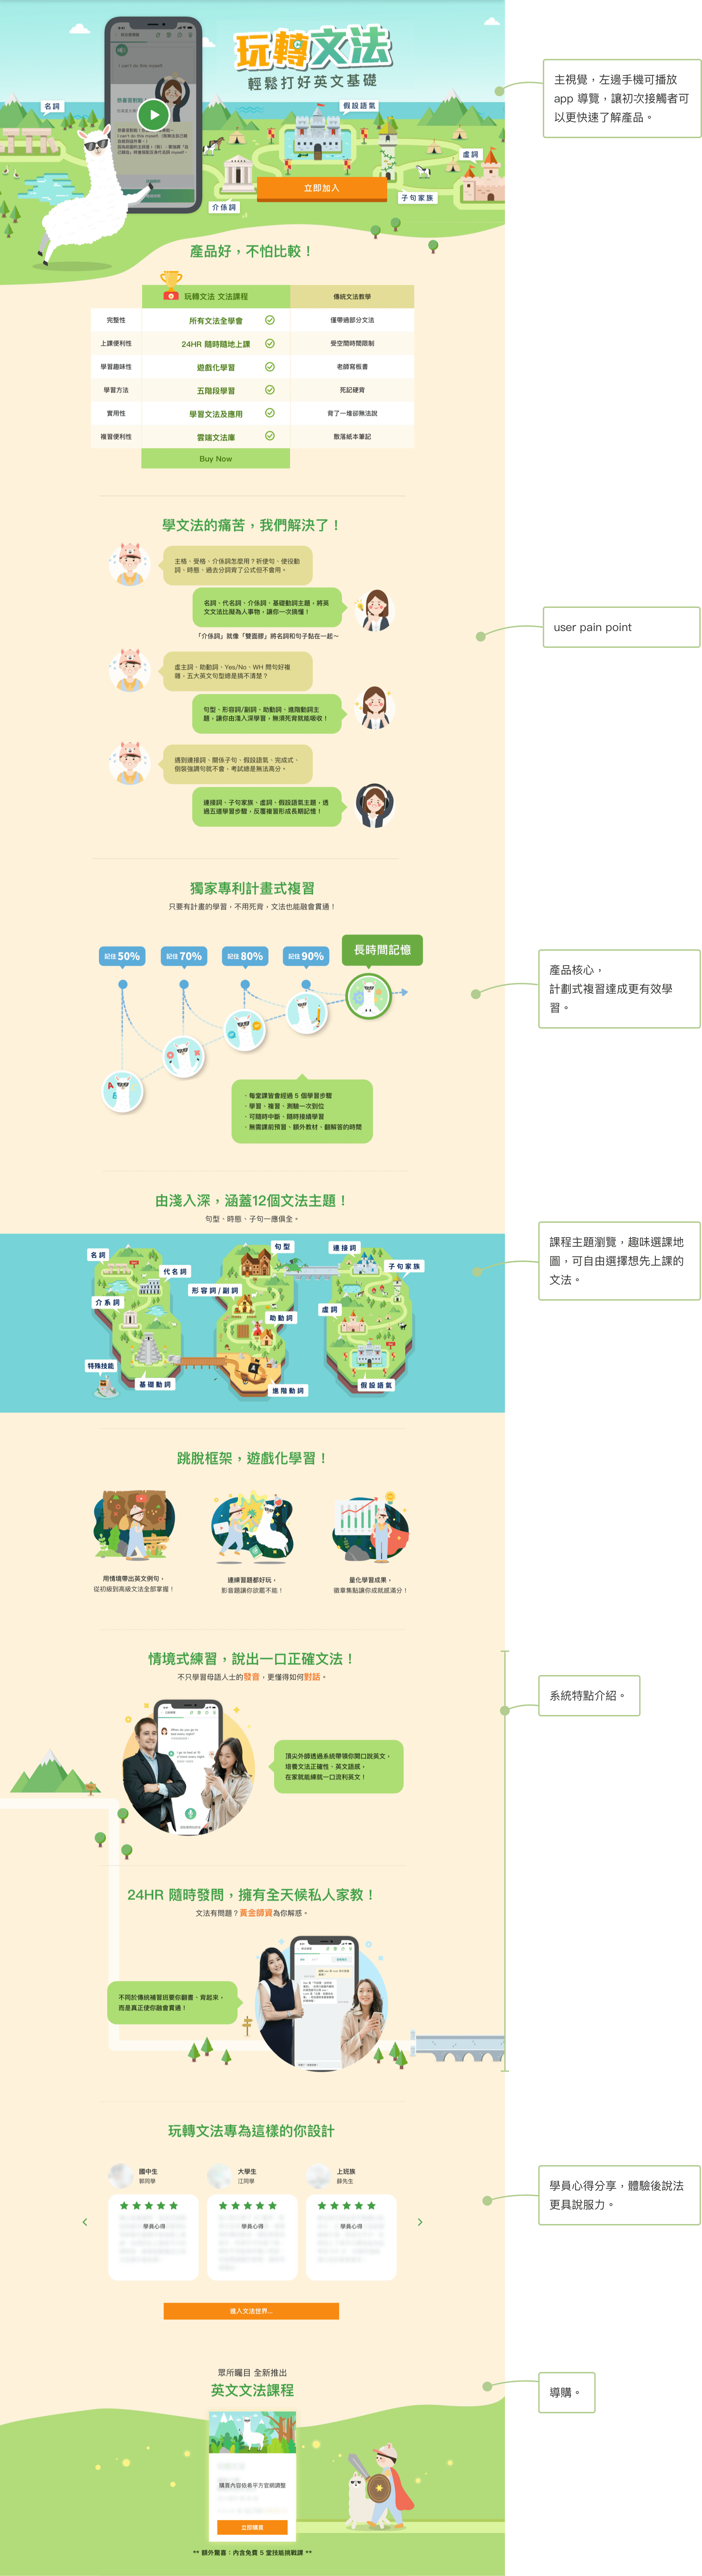 I can't do this myself.
玩轉文法
輕鬆打好英文基礎
名詞
假設語氣
虛詞
立即加入
子句家族
介係詞
主視覺，左邊手機可播放
app 導覽，讓初次接觸者可
以更快速了解產品。
產品好，不怕比較！
玩轉文法 文法課程
傳統文法教學
完整性
所有文法全學會
僅帶過部分文法
上課便利性
24HR 隨時隨地上課
受空間時間限制
學習趣味性
遊戲化學習
老師寫板書
學習方法
五階段學習
死記硬背
實用性
學習文法及應用
背了一堆卻無法說
複習便利性
雲端文法庫
散落紙本筆記
Buy Now
學文法的痛苦，我們解決了！
主格、受格、介係詞怎麼用？祈使句、使役動
詞、時態、過去分詞背了公式但不會用。
名詞、代名詞、介係詞、基礎動詞主題，將英
文文法比擬為人事物，讓你一次搞懂！
「介係詞」就像「雙面膠」將名詞和句子黏在一起～
user pain point
虛主詞、助動詞、Yes/No、WH 問句好複
雜，五大英文句型總是搞不清楚？
句型、形容詞/副詞、助動詞、進階動詞主
題，讓你由淺入深學習，無須死背就能吸收！
遇到連接詞、關係子句、假設語氣、完成式、
倒裝強調句就不會，考試總是無法高分。
連接詞、子句家族、虛詞、假設語氣主題，透
過五道學習步驟，反覆複習形成長期記憶！
獨家專利計畫式複習
只要有計畫的學習，不用死背，文法也能融會貫通！
記住 50%
記住 70%
記住 80%
記住 90%
長時間記憶
產品核心，
計劃式複習達成更有效學
習。
・每堂課皆會經過 5 個學習步驟
・學習、複習、測驗一次到位
・可隨時中斷、隨時接續學習
・無需課前預習、額外教材、翻解答的時間
由淺入深，涵蓋12個文法主題！
句型、時態、子句一應俱全。
課程主題瀏覽，趣味選課地
圖，可自由選擇想先上課的
文法。
名詞
代名詞
介系詞
特殊技能
基礎動詞
句型
形容詞/副詞
助動詞
進階動詞
連接詞
子句家族
虛詞
假設語氣
跳脫框架，遊戲化學習！
用情境帶出英文例句，
從初級到高級文法全部掌握！
連練習題都好玩，
影音題讓你欲罷不能！
量化學習成果，
徽章集點讓你成就感滿分！
情境式練習，說出一口正確文法！
不只學習母語人士的發音，更懂得如何對話。
系統特點介紹。
頂尖外師透過系統帶領你開口說英文，
培養文法正確性、英文語感，
在家就能練就一口流利英文！
24HR 隨時發問，擁有全天候私人家教！
文法有問題？黃金師資為你解惑。
不同於傳統補習班要你翻書、背起來，
而是真正使你融會貫通！
玩轉文法專為這樣的你設計
國中生
郭同學
大學生
江同學
上班族
薛先生
學員心得
學員心得
學員心得
學員心得分享，體驗後說法
更具說服力。
進入文法世界...
眾所矚目 全新推出
英文文法課程
導購。
購買內容依希平方官網調整
立即購買
** 額外驚喜：內含免費 5 堂技能挑戰課 **